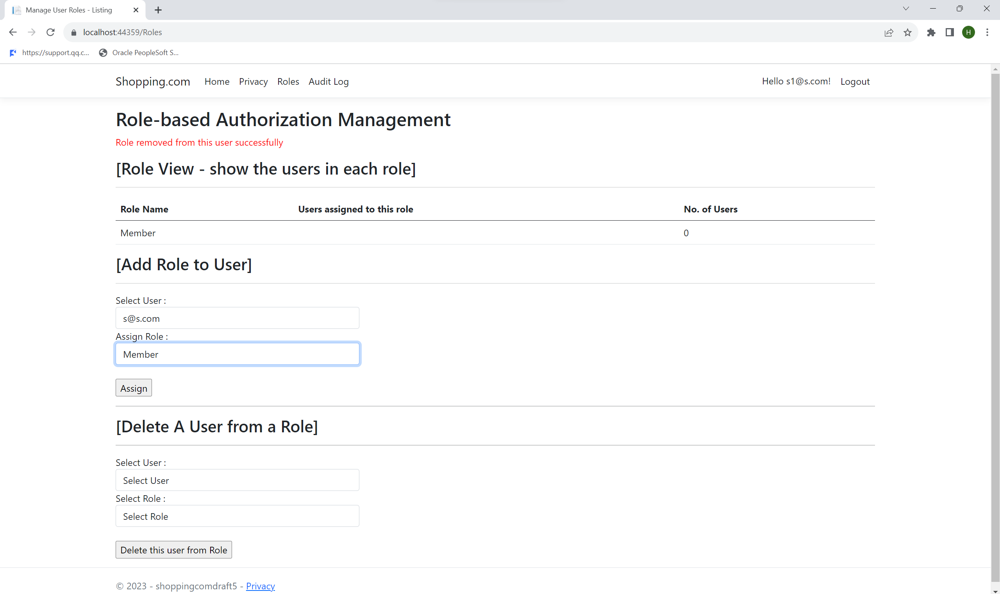 Manage User Roles - Listing
localhost:44359/Roles
H
https://support.qq.c...
Oracle PeopleSoft S...
Shopping.com Home Privacy Roles Audit Log Hello s1@s.com! Logout
Role-based Authorization Management
Role removed from this user successfully
[Role View - show the users in each role]
Role Name Users assigned to this role No. of Users
Member 0
[Add Role to User]
Select User :
s@s.com
Assign Role :
Member
Assign
[Delete A User from a Role]
Select User :
Select User
Select Role :
Select Role
Delete this user from Role
© 2023 - shoppingcomdraft5 - Privacy